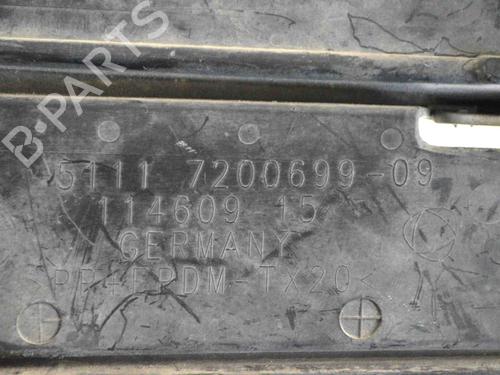 B-PARTS
5111 7200699-09
114609-15
GERMANY
>PP+EPDM-TX20<